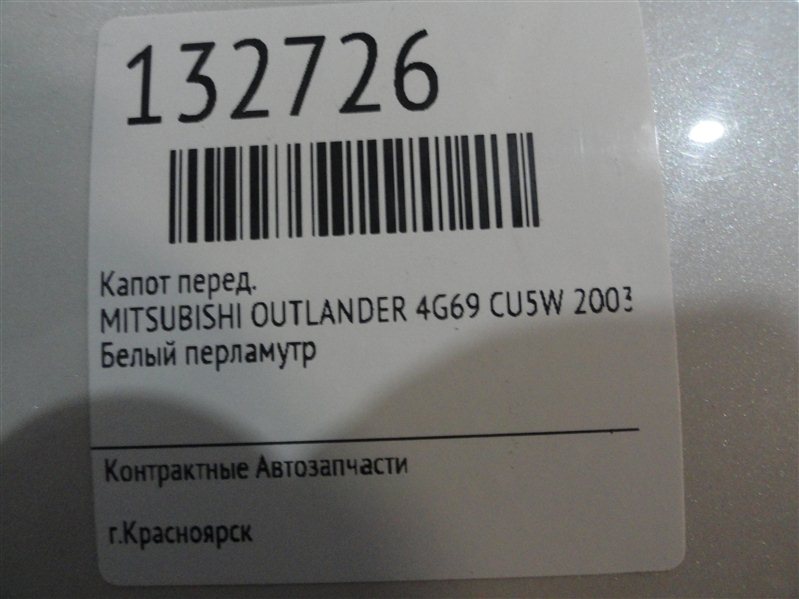 132726
Капот перед.
MITSUBISHI OUTLANDER 4G69 CU5W 2003
Белый перламутр
Контрактные Автозапчасти
г.Красноярск